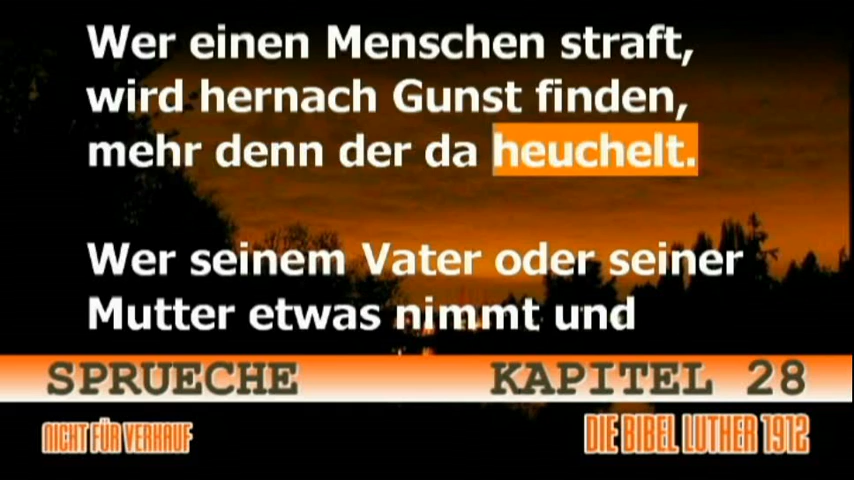 Wer einen Menschen straft,
wird hernach Gunst finden,
mehr denn der da heuchelt.
Wer seinem Vater oder seiner
Mutter etwas nimmt und
SPRUECHE KAPITEL 28
NICHT FÜR VERKAUF DIE BIBEL LUTHER 1912